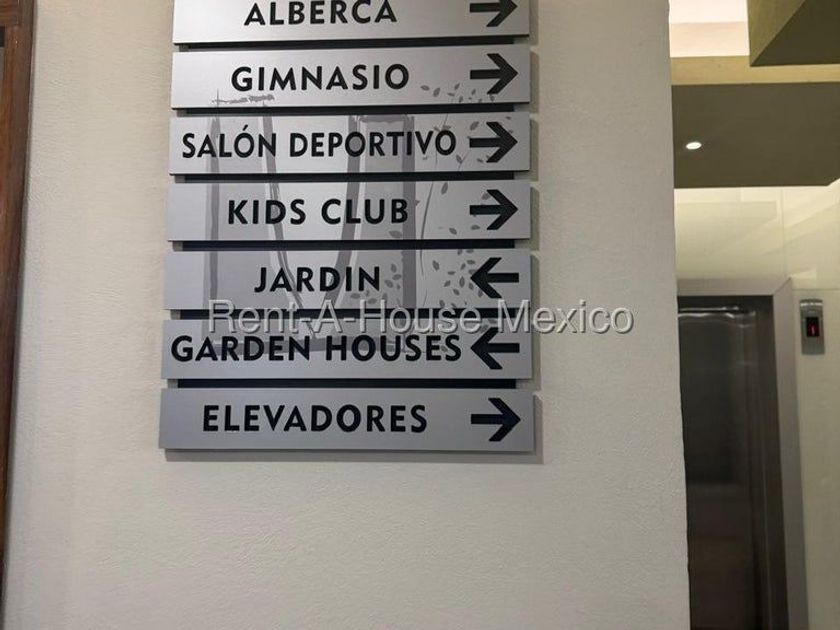 ALBERCA →
GIMNASIO →
SALÓN DEPORTIVO →
KIDS CLUB →
JARDIN ←
GARDEN HOUSES ←
ELEVADORES →
Rent-A-House Mexico